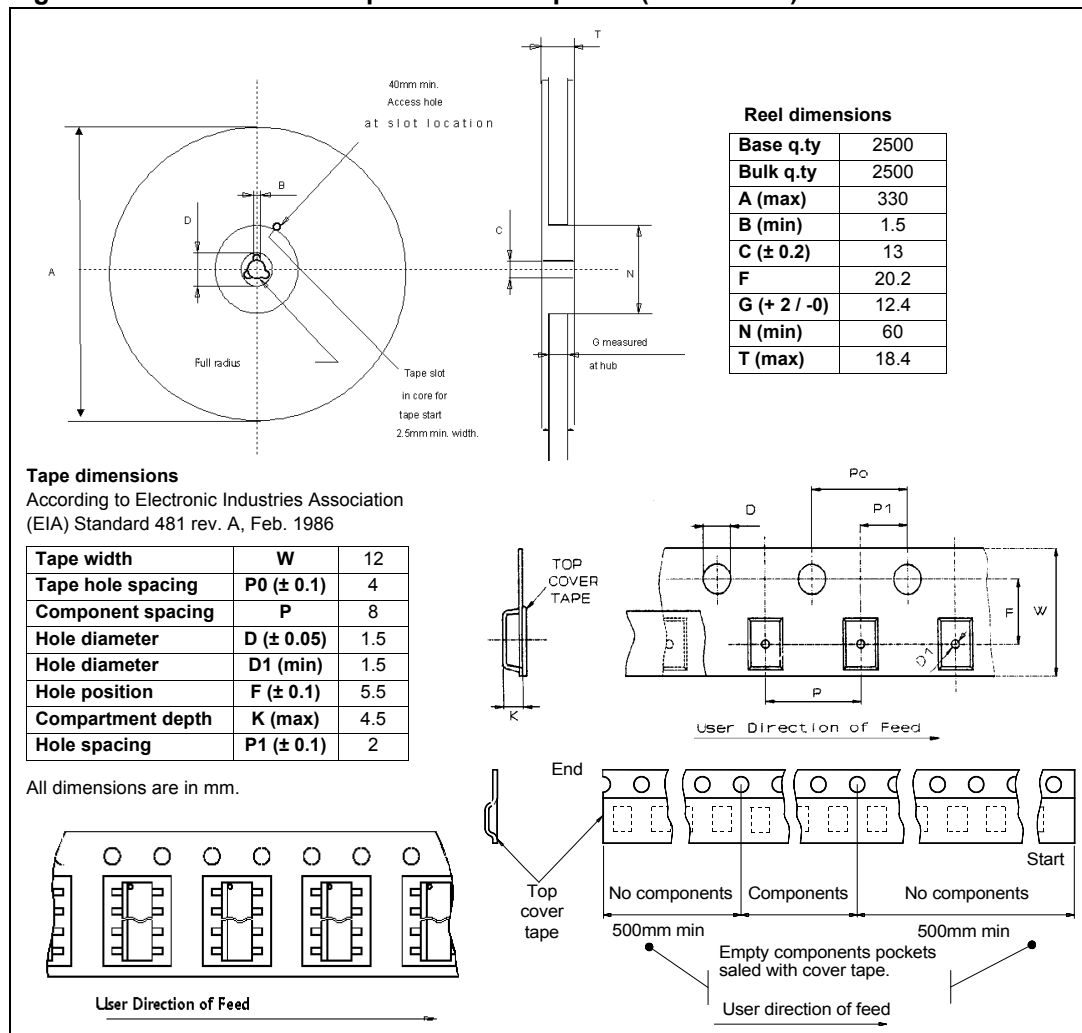 T
40mm min.
Access hole
at slot location
B
D
C
A
N
Full radius
G measured
at hub
Tape slot
in core for
tape start
2.5mm min. width.
Reel dimensions
Base q.ty 2500
Bulk q.ty 2500
A (max) 330
B (min) 1.5
C (± 0.2) 13
F 20.2
G (+ 2 / -0) 12.4
N (min) 60
T (max) 18.4
Tape dimensions
According to Electronic Industries Association
(EIA) Standard 481 rev. A, Feb. 1986
Tape width W 12
Tape hole spacing P0 (± 0.1) 4
Component spacing P 8
Hole diameter D (± 0.05) 1.5
Hole diameter D1 (min) 1.5
Hole position F (± 0.1) 5.5
Compartment depth K (max) 4.5
Hole spacing P1 (± 0.1) 2
All dimensions are in mm.
Po
D
P1
TOP
COVER
TAPE
F
W
D1
K
P
User Direction of Feed
End
Start
Top
cover
tape
No components
Components
No components
500mm min
500mm min
Empty components pockets
saled with cover tape.
User direction of feed
User Direction of Feed